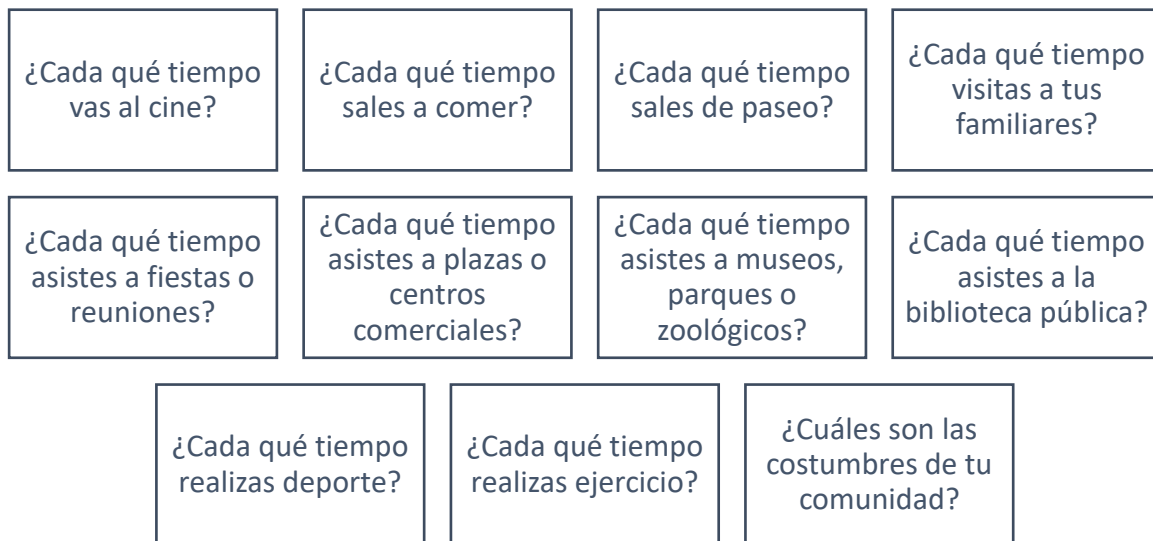 ¿Cada qué tiempo
vas al cine?
¿Cada qué tiempo
sales a comer?
¿Cada qué tiempo
sales de paseo?
¿Cada qué tiempo
visitas a tus
familiares?
¿Cada qué tiempo
asistes a fiestas o
reuniones?
¿Cada qué tiempo
asistes a plazas o
centros
comerciales?
¿Cada qué tiempo
asistes a museos,
parques o
zoológicos?
¿Cada qué tiempo
asistes a la
biblioteca pública?
¿Cada qué tiempo
realizas deporte?
¿Cada qué tiempo
realizas ejercicio?
¿Cuáles son las
costumbres de tu
comunidad?